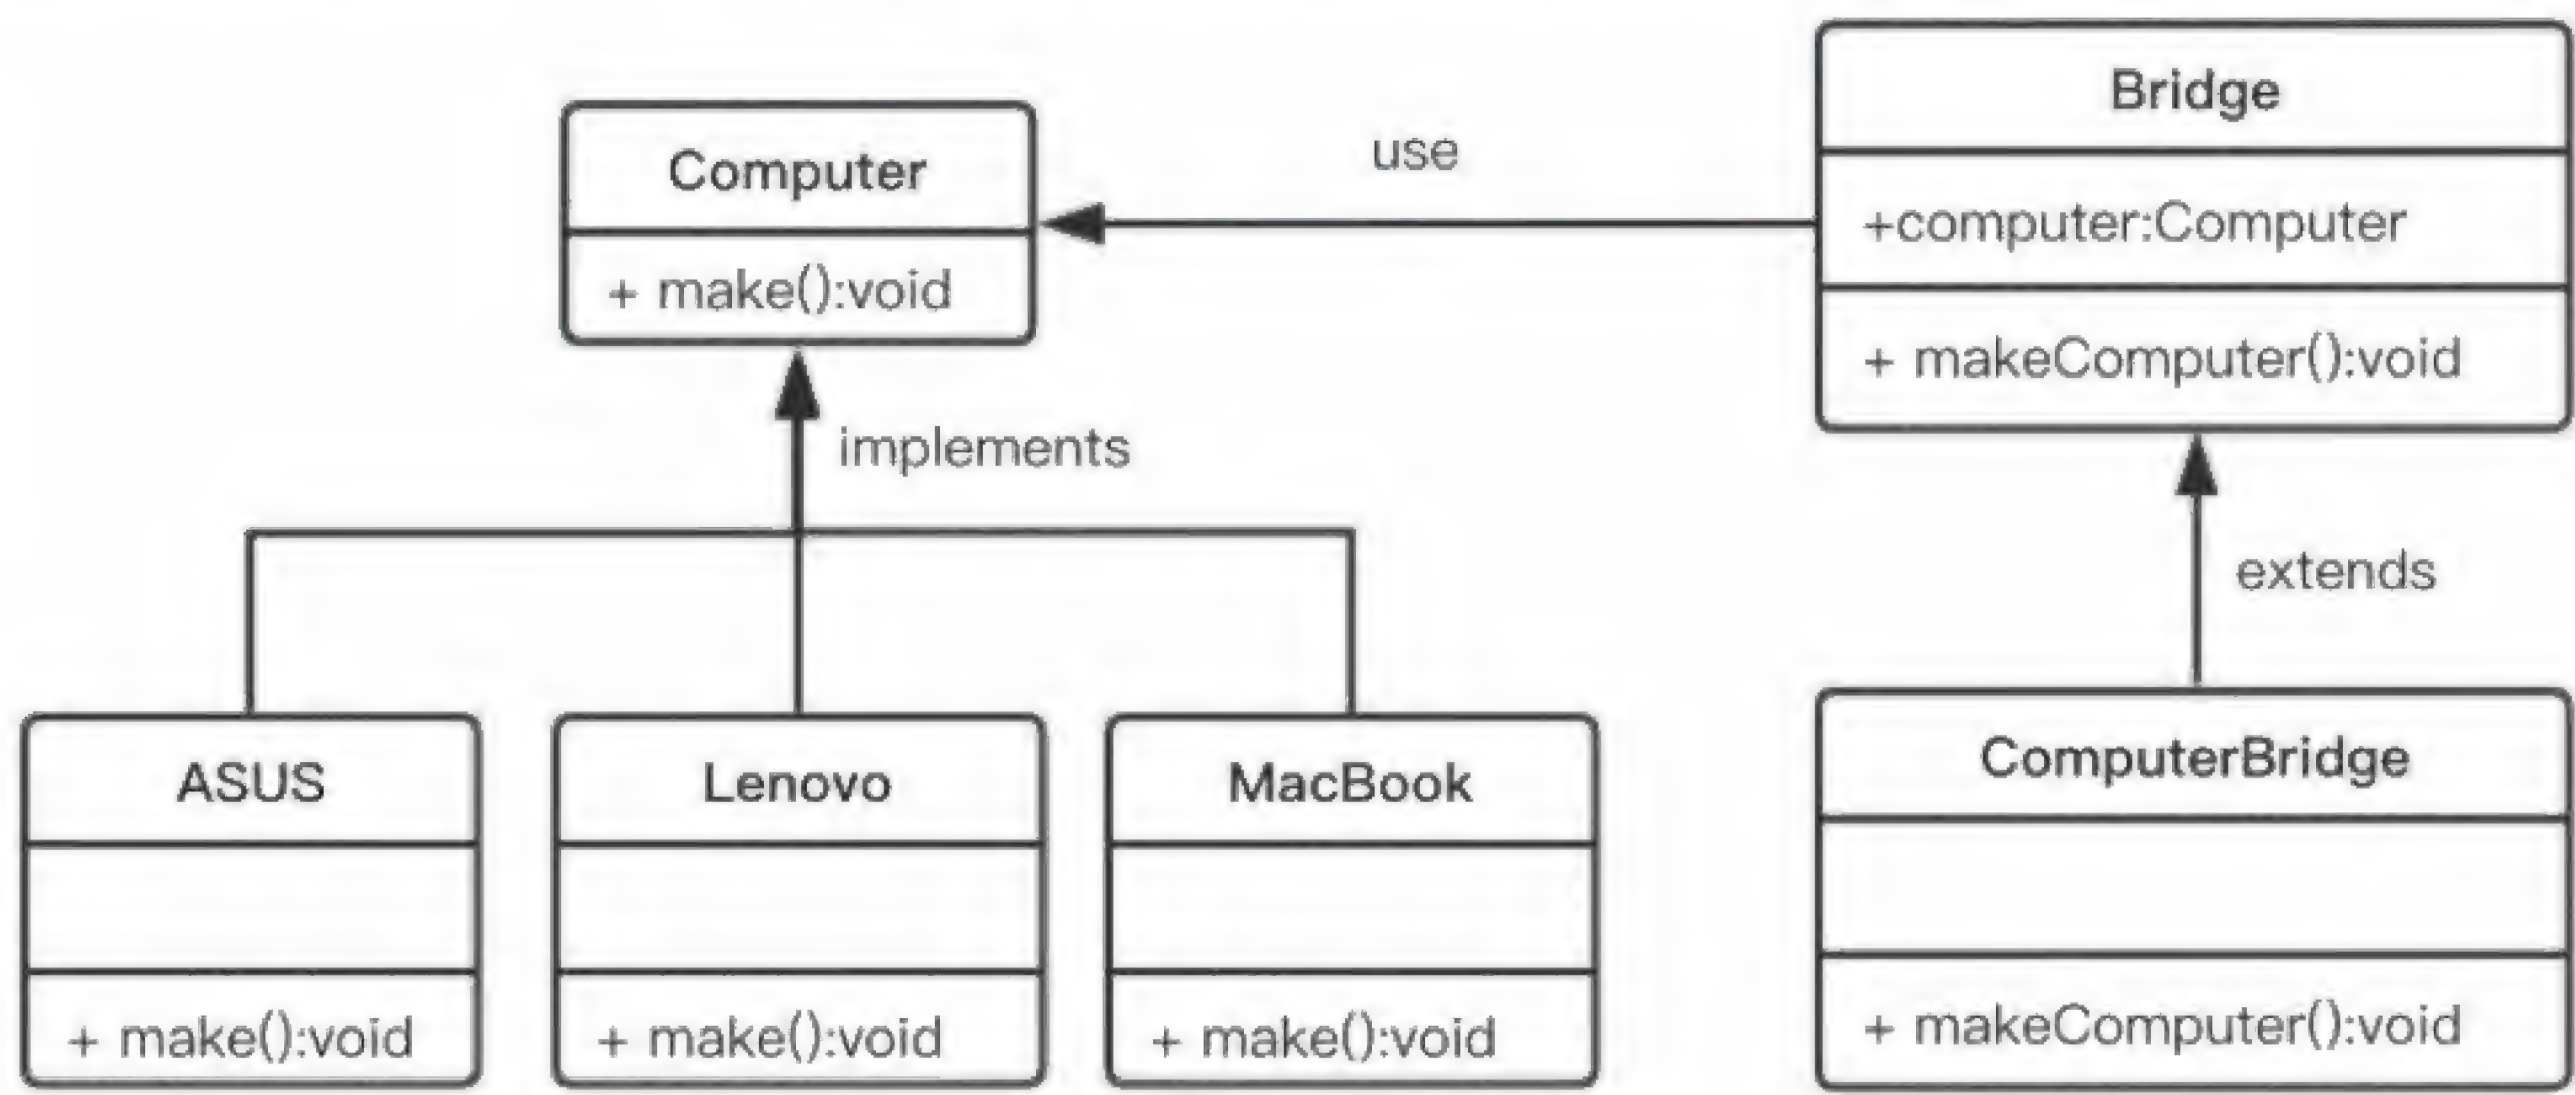 Bridge
+computer:Computer
+ makeComputer():void
Computer
+ make():void
use
implements
extends
ASUS
+ make():void
Lenovo
+ make():void
MacBook
+ make():void
ComputerBridge
+ makeComputer():void